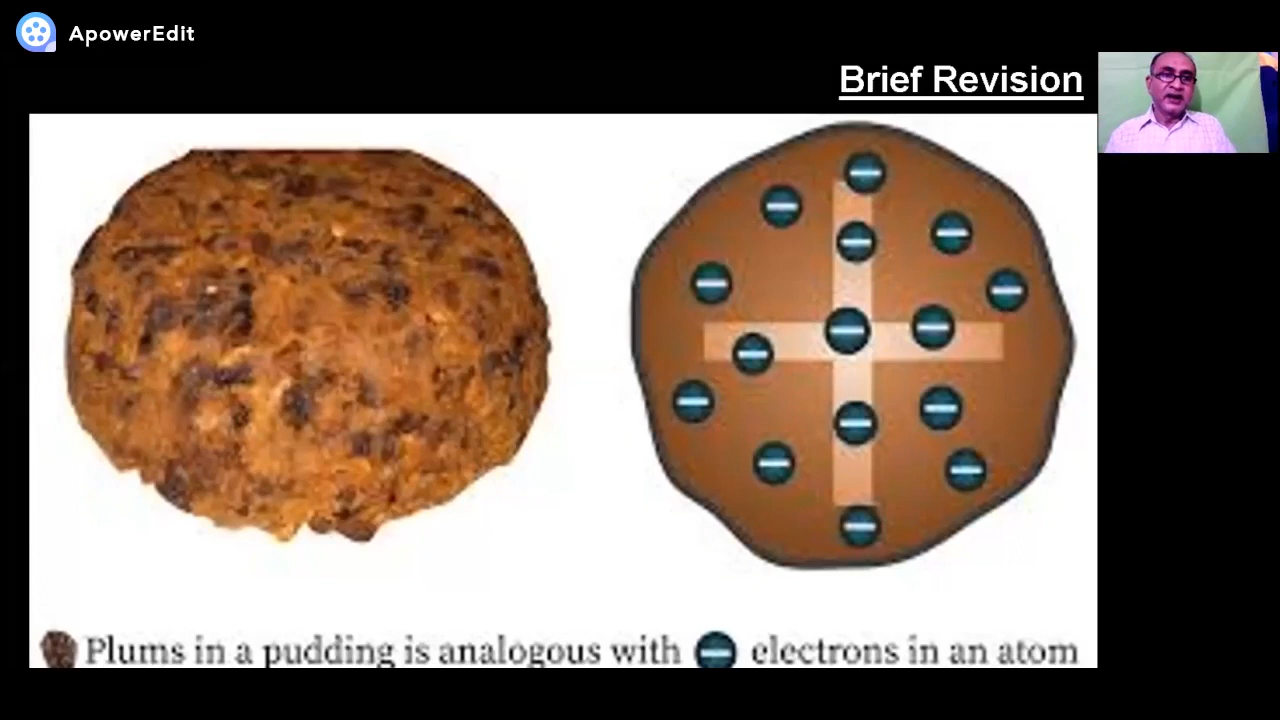 ApowerEdit
Brief Revision
Plums in a pudding is analogous with electrons in an atom